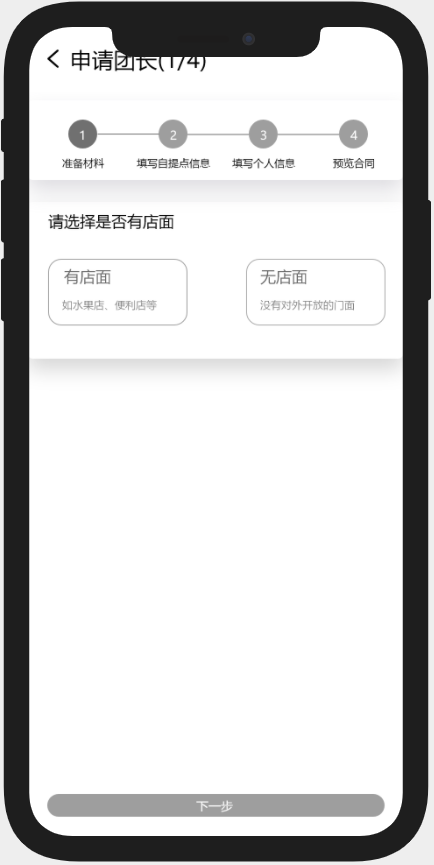 申请团长(1/4)
1 2 3 4
准备材料 填写自提点信息 填写个人信息 预览合同
请选择是否有店面
有店面 无店面
如水果店、便利店等 没有对外开放的门面
下一步